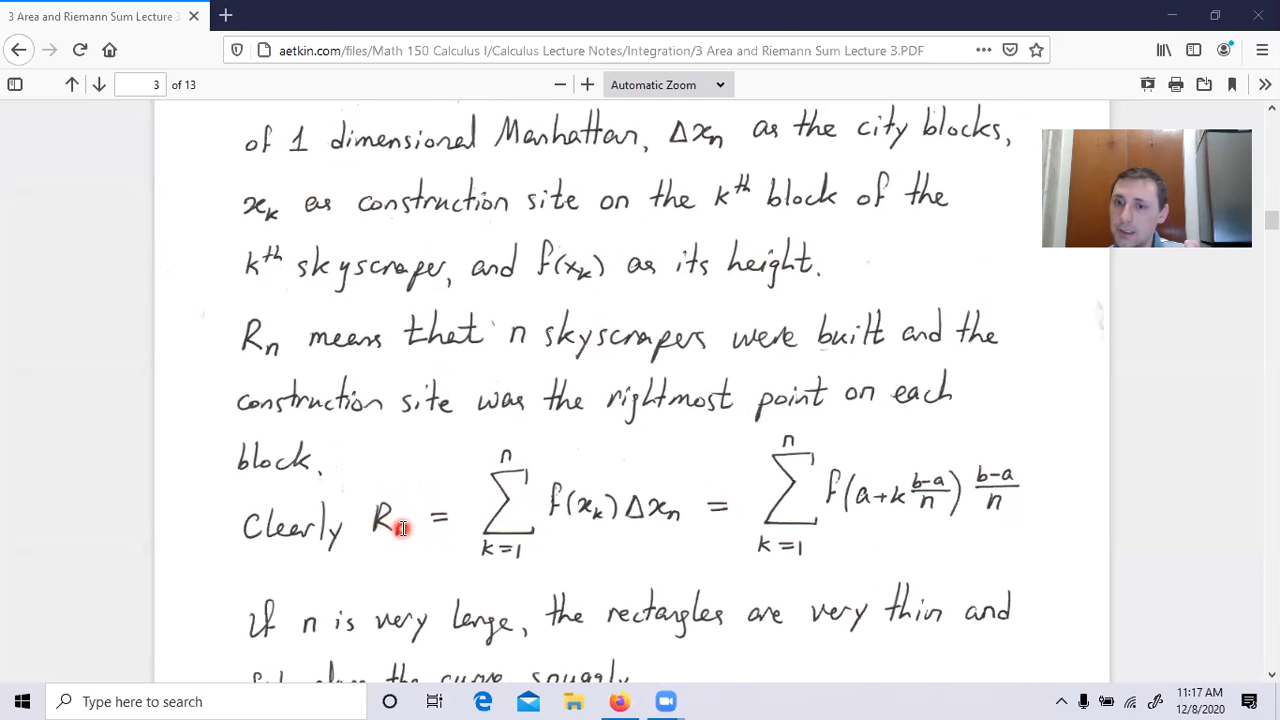 3 Area and Riemann Sum Lecture 3
aetkin.com/files/Math 150 Calculus I/Calculus Lecture Notes/Integration/3 Area and Riemann Sum Lecture 3.PDF
3 of 13
Automatic Zoom
of 1 dimensional Manhattan, Δxₙ as the city blocks,
xₖ as construction site on the kᵗʰ block of the
kᵗʰ skyscraper, and f(xₖ) as its height.
Rₙ means that n skyscrapers were built and the
construction site was the rightmost point on each
block.
Clearly Rₙ = ∑ₖ₌₁ⁿ f(xₖ) Δxₙ = ∑ₖ₌₁ⁿ f(a+k (b-a)/n) (b-a)/n
If n is very large, the rectangles are very thin and
the curve snuggly
Type here to search
11:17 AM
12/8/2020